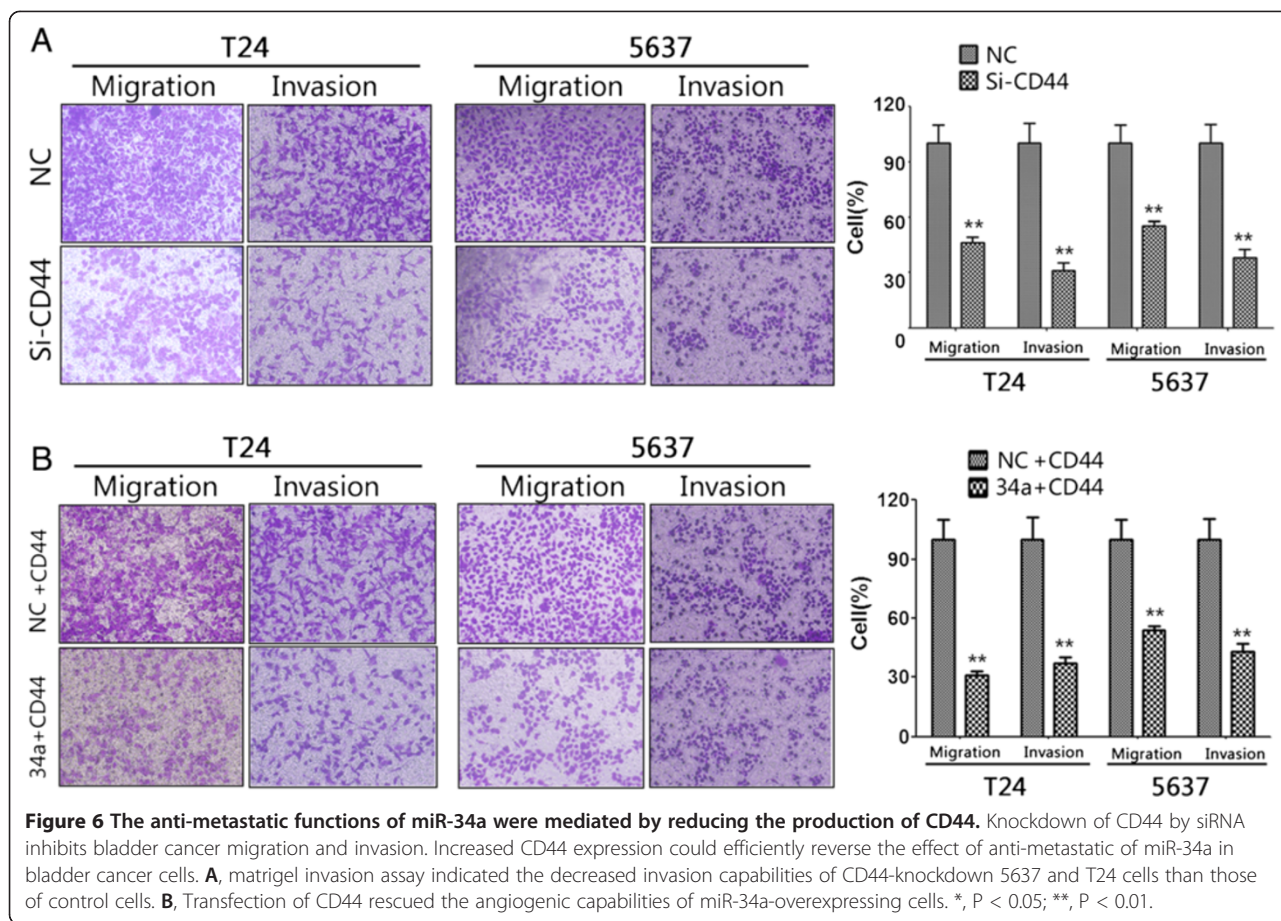 A
T24
5637
Migration
Invasion
Migration
Invasion
NC
Si-CD44
NC
Si-CD44
120
90
60
30
0
Cell(%)
**
**
**
**
Migration
Invasion
Migration
Invasion
T24
5637
B
T24
5637
Migration
Invasion
Migration
Invasion
NC +CD44
34a+CD44
NC +CD44
34a+CD44
120
90
60
30
0
Cell(%)
**
**
**
**
Migration
Invasion
Migration
Invasion
T24
5637
Figure 6 The anti-metastatic functions of miR-34a were mediated by reducing the production of CD44. Knockdown of CD44 by siRNA
inhibits bladder cancer migration and invasion. Increased CD44 expression could efficiently reverse the effect of anti-metastatic of miR-34a in
bladder cancer cells. A, matrigel invasion assay indicated the decreased invasion capabilities of CD44-knockdown 5637 and T24 cells than those
of control cells. B, Transfection of CD44 rescued the angiogenic capabilities of miR-34a-overexpressing cells. *, P < 0.05; **, P < 0.01.